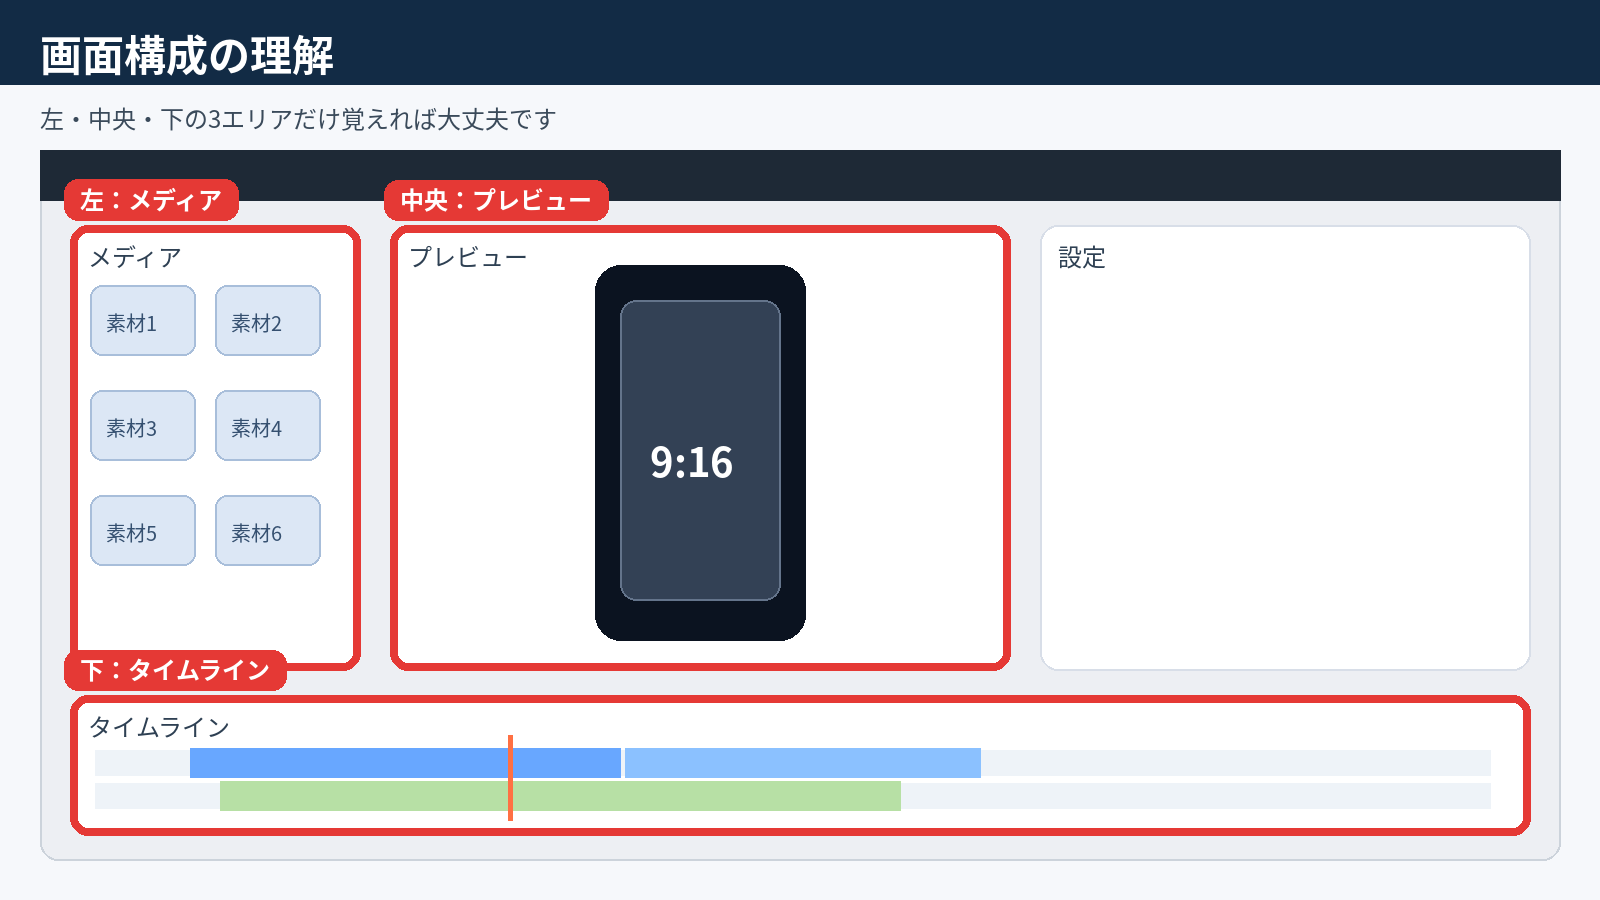 画面構成の理解
左・中央・下の3エリアだけ覚えれば大丈夫です
左：メディア
中央：プレビュー
メディア
プレビュー
設定
素材1
素材2
素材3
素材4
素材5
素材6
9:16
下：タイムライン
タイムライン